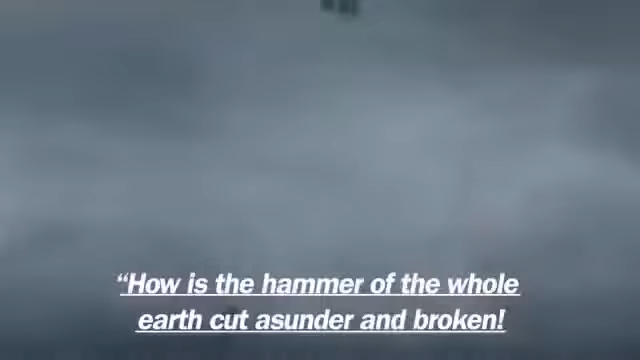 “How is the hammer of the whole
earth cut asunder and broken!